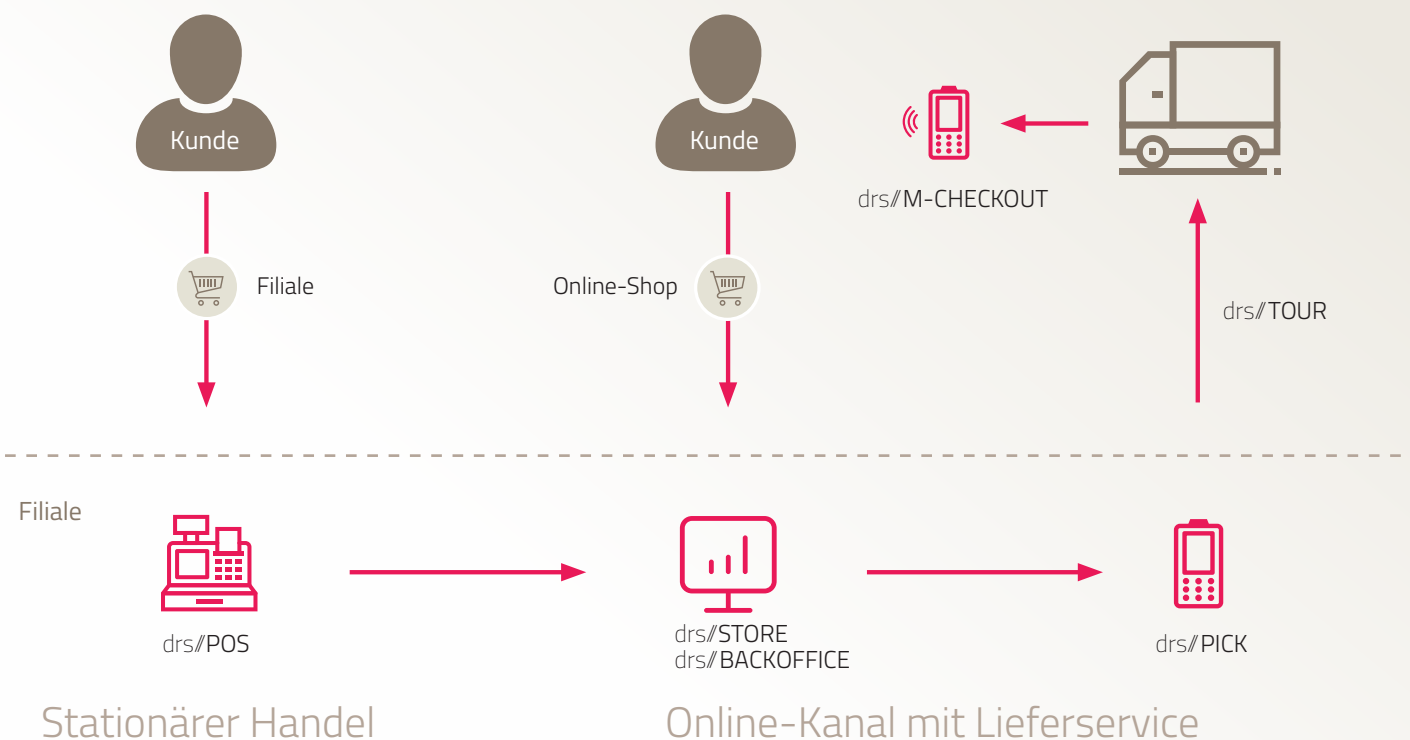 Kunde
Kunde
drs//M-CHECKOUT
Filiale
Online-Shop
drs//TOUR
Filiale
drs//POS
drs//STORE
drs//BACKOFFICE
drs//PICK
Stationärer Handel
Online-Kanal mit Lieferservice